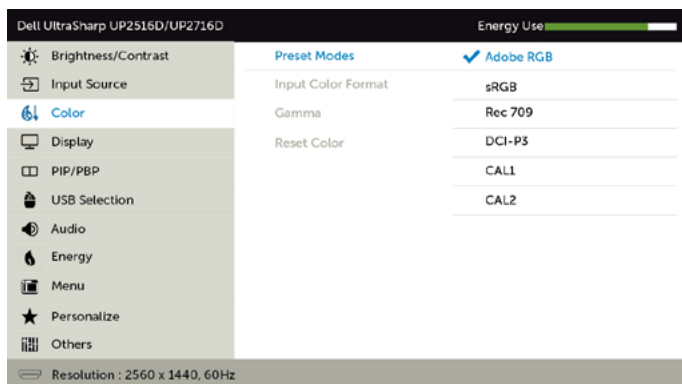 Dell UltraSharp UP2516D/UP2716D Energy Use
Brightness/Contrast Preset Modes Adobe RGB
Input Source Input Color Format sRGB
Color Gamma Rec 709
Display Reset Color DCI-P3
PIP/PBP CAL1
USB Selection CAL2
Audio
Energy
Menu
Personalize
Others
Resolution : 2560 x 1440, 60Hz